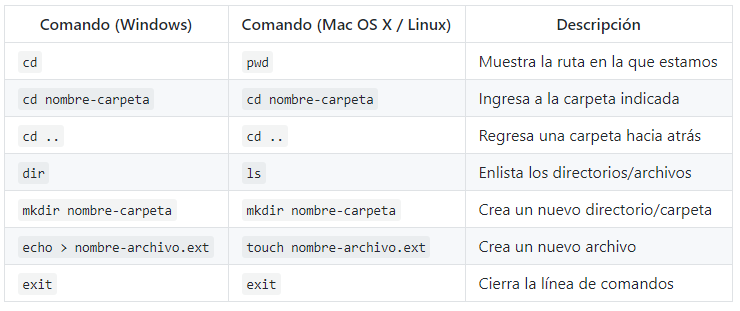 Comando (Windows) Comando (Mac OS X / Linux) Descripción
cd pwd Muestra la ruta en la que estamos
cd nombre-carpeta cd nombre-carpeta Ingresa a la carpeta indicada
cd .. cd .. Regresa una carpeta hacia atrás
dir ls Enlista los directorios/archivos
mkdir nombre-carpeta mkdir nombre-carpeta Crea un nuevo directorio/carpeta
echo > nombre-archivo.ext touch nombre-archivo.ext Crea un nuevo archivo
exit exit Cierra la línea de comandos